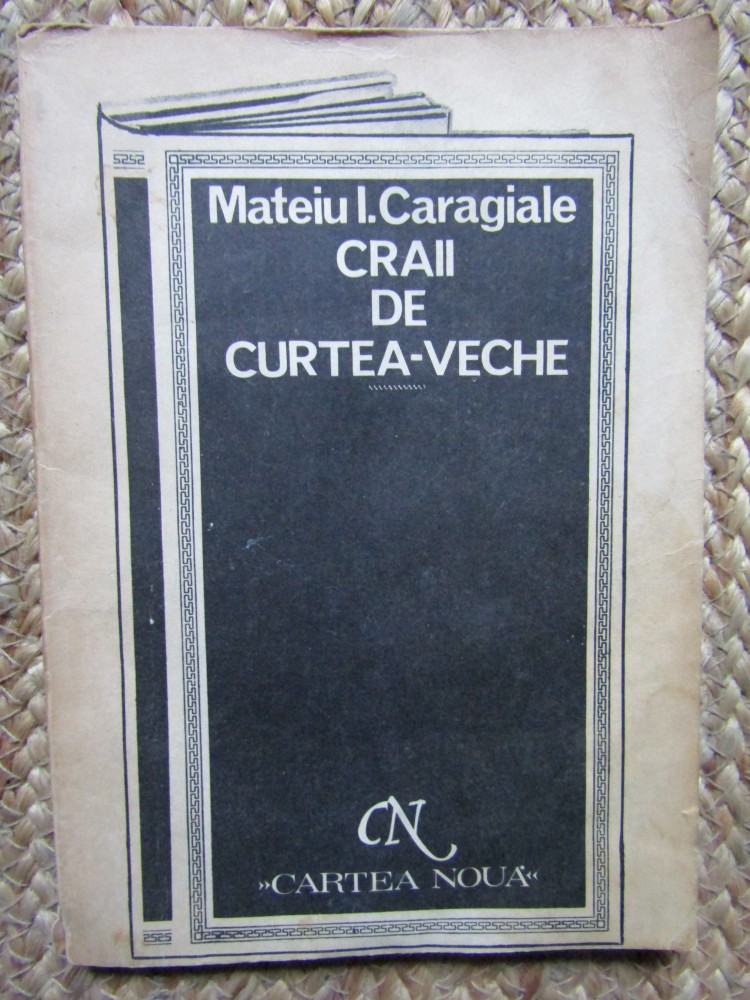 Mateiu I. Caragiale
CRAII
DE
CURTEA-VECHE
CN
»CARTEA NOUĂ«